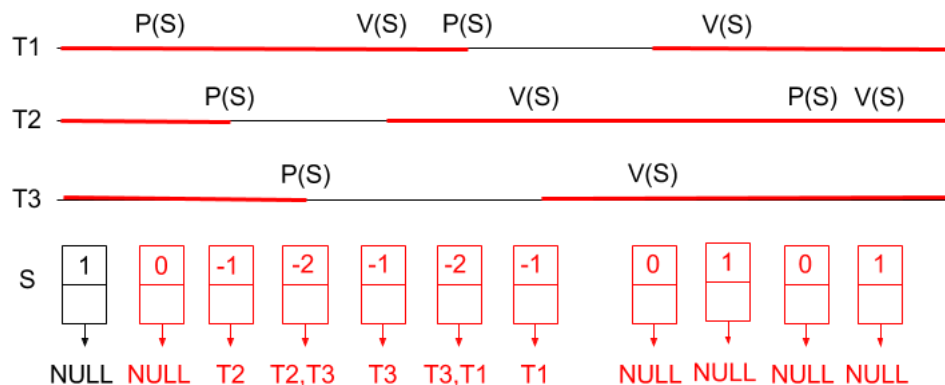 P(S) V(S) P(S) V(S)
T1
P(S) V(S) P(S) V(S)
T2
P(S) V(S)
T3
S 1 0 -1 -2 -1 -2 -1 0 1 0 1
NULL NULL T2 T2,T3 T3 T3,T1 T1 NULL NULL NULL NULL